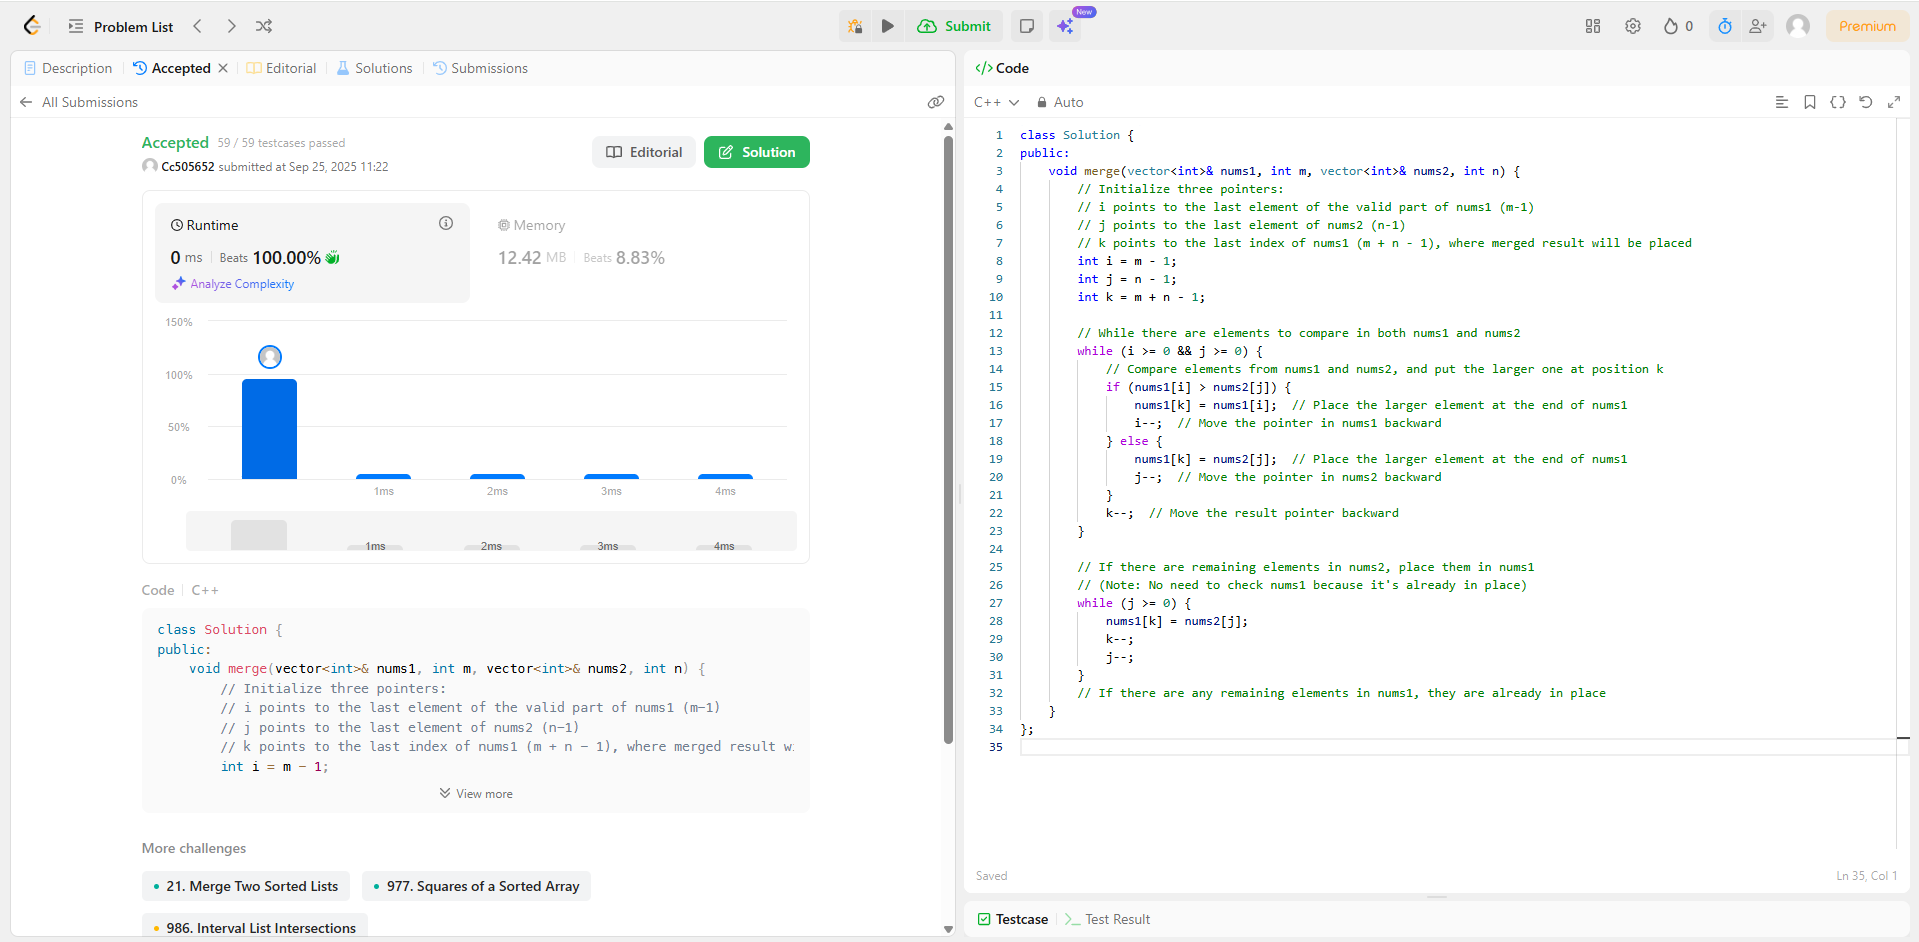 Problem List
Submit
New
0
Premium
Description
Accepted
Editorial
Solutions
Submissions
All Submissions
Accepted 59 / 59 testcases passed
Cc505652 submitted at Sep 25, 2025 11:22
Editorial
Solution
Runtime
0 ms Beats 100.00%
Analyze Complexity
Memory
12.42 MB Beats 8.83%
150%
100%
50%
0%
1ms 2ms 3ms 4ms
1ms 2ms 3ms 4ms
Code C++
class Solution {
public:
    void merge(vector<int>& nums1, int m, vector<int>& nums2, int n) {
        // Initialize three pointers:
        // i points to the last element of the valid part of nums1 (m-1)
        // j points to the last element of nums2 (n-1)
        // k points to the last index of nums1 (m + n - 1), where merged result
        int i = m - 1;
View more
More challenges
21. Merge Two Sorted Lists
977. Squares of a Sorted Array
986. Interval List Intersections
</> Code
C++ Auto
1 class Solution {
2 public:
3     void merge(vector<int>& nums1, int m, vector<int>& nums2, int n) {
4         // Initialize three pointers:
5         // i points to the last element of the valid part of nums1 (m-1)
6         // j points to the last element of nums2 (n-1)
7         // k points to the last index of nums1 (m + n - 1), where merged result will be placed
8         int i = m - 1;
9         int j = n - 1;
10         int k = m + n - 1;
11
12         // While there are elements to compare in both nums1 and nums2
13         while (i >= 0 && j >= 0) {
14             // Compare elements from nums1 and nums2, and put the larger one at position k
15             if (nums1[i] > nums2[j]) {
16                 nums1[k] = nums1[i];  // Place the larger element at the end of nums1
17                 i--;  // Move the pointer in nums1 backward
18             } else {
19                 nums1[k] = nums2[j];  // Place the larger element at the end of nums1
20                 j--;  // Move the pointer in nums2 backward
21             }
22             k--;  // Move the result pointer backward
23         }
24
25         // If there are remaining elements in nums2, place them in nums1
26         // (Note: No need to check nums1 because it's already in place)
27         while (j >= 0) {
28             nums1[k] = nums2[j];
29             k--;
30             j--;
31         }
32         // If there are any remaining elements in nums1, they are already in place
33     }
34 };
35
Saved
Ln 35, Col 1
Testcase
Test Result